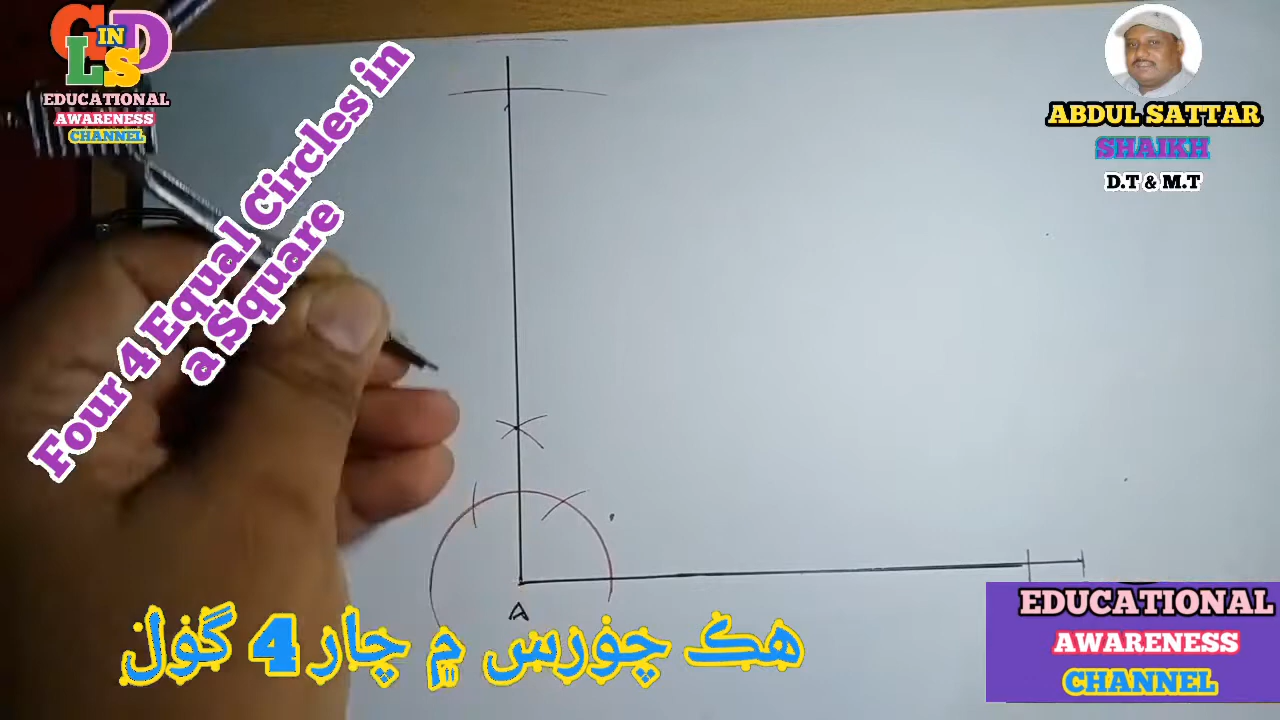 G IN D
L S
EDUCATIONAL
AWARENESS
CHANNEL
Four 4 Equal Circles in
a Square
ABDUL SATTAR
SHAIKH
D.T & M.T
A
هڪ چورس ۾ چار 4 گول
EDUCATIONAL
AWARENESS
CHANNEL